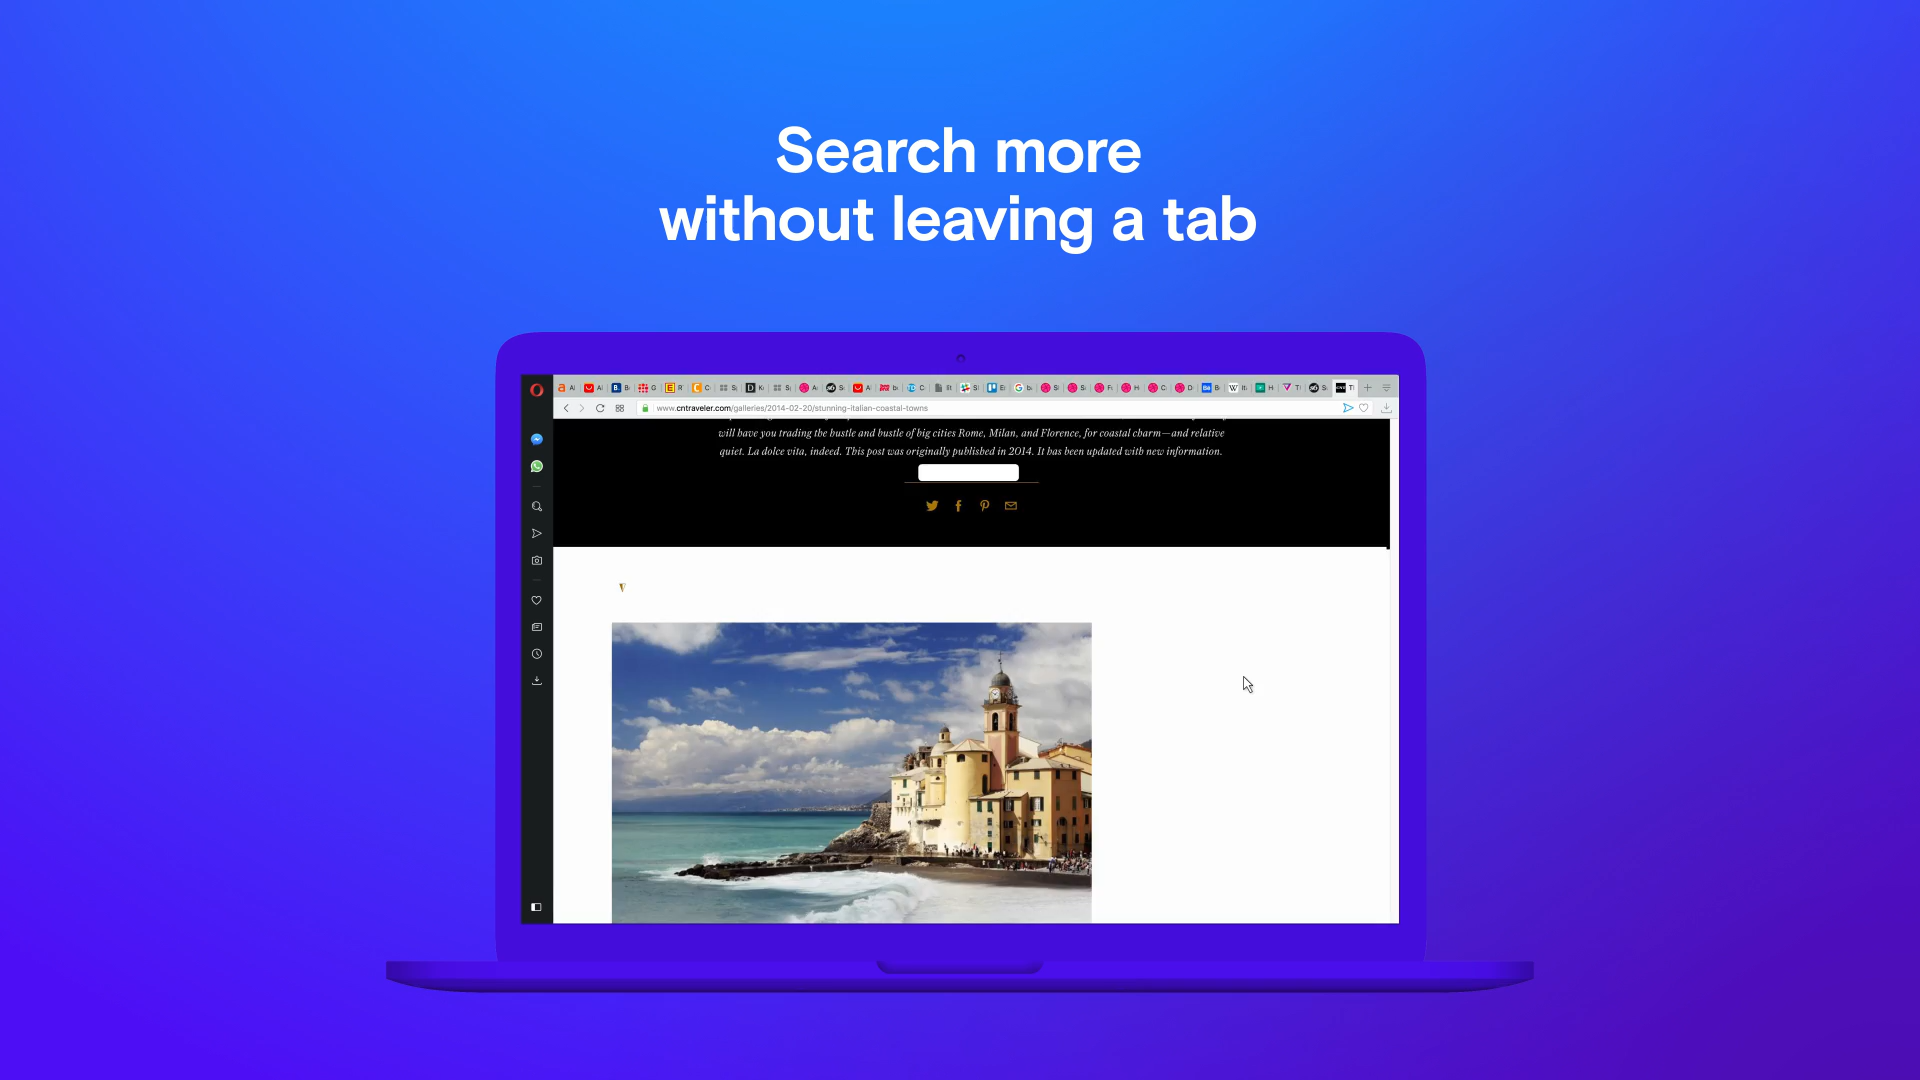 Search more
without leaving a tab
www.cntraveler.com/galleries/2014-02-20/stunning-italian-coastal-towns
will have you trading the hustle and bustle of big cities Rome, Milan, and Florence, for coastal charm—and relative
quiet. La dolce vita, indeed. This post was originally published in 2014. It has been updated with new information.